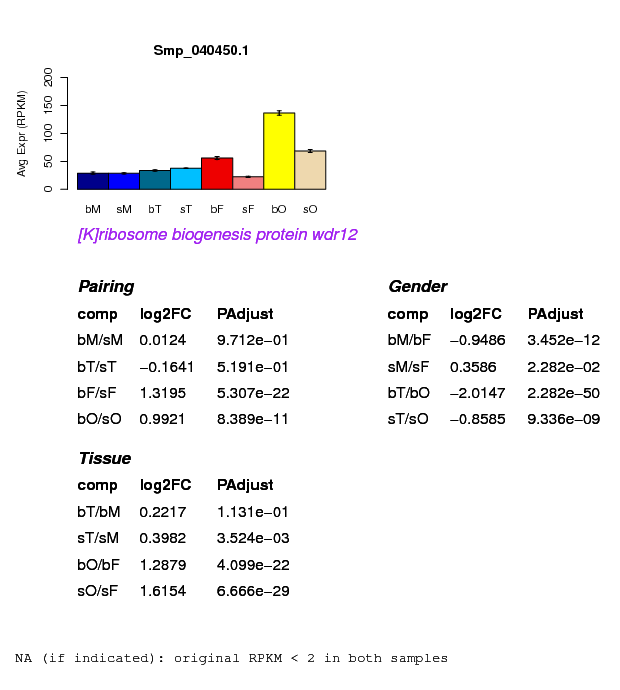 Smp_040450.1
Avg Expr (RPKM)
0 50 100 150 200
bM sM bT sT bF sF bO sO
[K]ribosome biogenesis protein wdr12
Pairing
comp log2FC PAdjust
bM/sM 0.0124 9.712e−01
bT/sT −0.1641 5.191e−01
bF/sF 1.3195 5.307e−22
bO/sO 0.9921 8.389e−11
Gender
comp log2FC PAdjust
bM/bF −0.9486 3.452e−12
sM/sF 0.3586 2.282e−02
bT/bO −2.0147 2.282e−50
sT/sO −0.8585 9.336e−09
Tissue
comp log2FC PAdjust
bT/bM 0.2217 1.131e−01
sT/sM 0.3982 3.524e−03
bO/bF 1.2879 4.099e−22
sO/sF 1.6154 6.666e−29
NA (if indicated): original RPKM < 2 in both samples